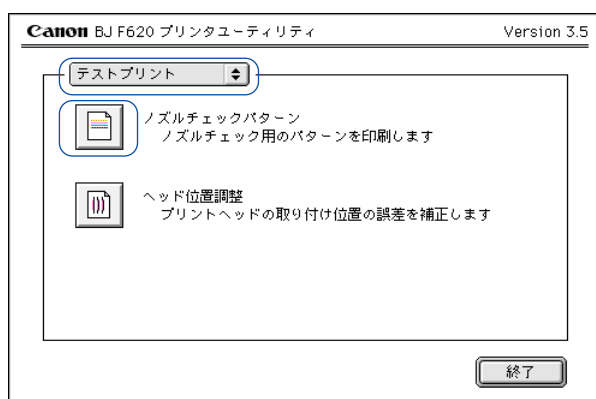 Canon BJ F620 プリンタユーティリティ Version 3.5
テストプリント
ノズルチェックパターン
ノズルチェック用のパターンを印刷します
ヘッド位置調整
プリントヘッドの取り付け位置の誤差を補正します
終了